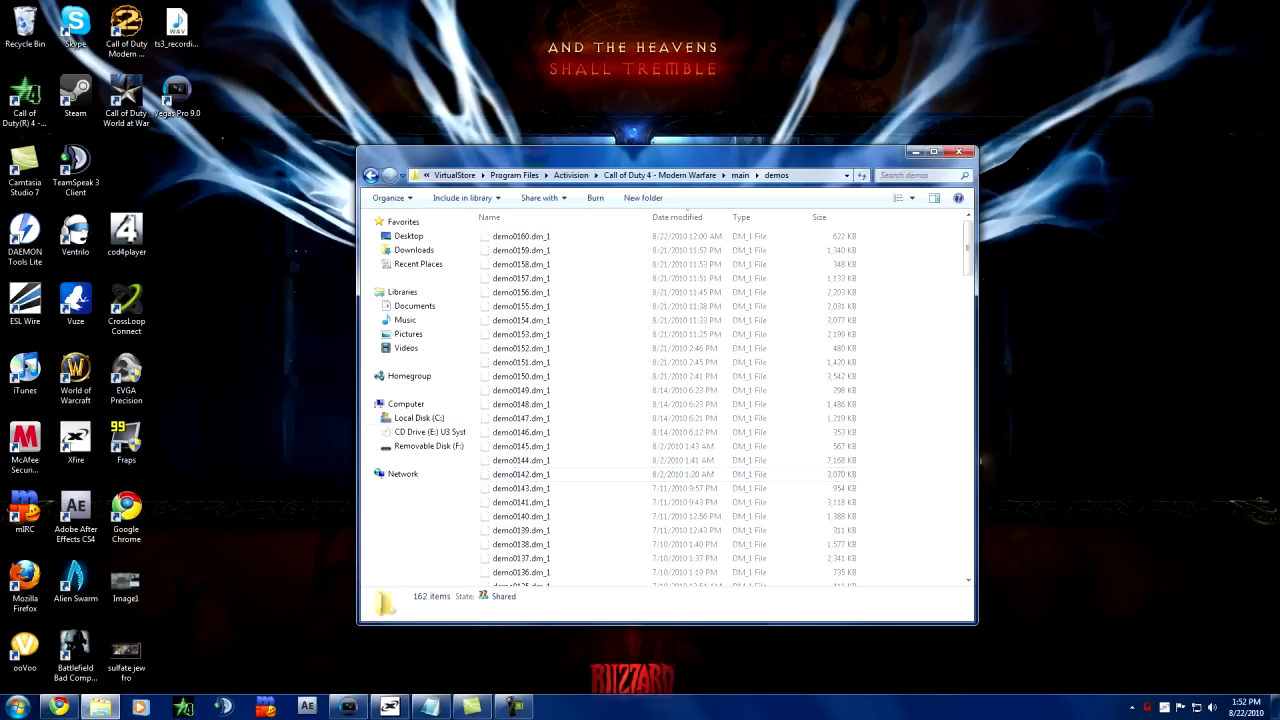 AND THE HEAVENS
SHALL TREMBLE
Recycle Bin
Skype
Call of Duty Modern ...
ts3_recordi...
Call of Duty(R) 4 - ...
Steam
Call of Duty World at War
Vegas Pro 9.0
Camtasia Studio 7
TeamSpeak 3 Client
DAEMON Tools Lite
Ventrilo
cod4player
ESL Wire
Vuze
CrossLoop Connect
iTunes
World of Warcraft
EVGA Precision
McAfee Securi...
Xfire
99
Fraps
mIRC
Adobe After Effects CS4
Google Chrome
Mozilla Firefox
Alien Swarm
Image1
ooVoo
Battlefield Bad Comp...
sulfate jew fro
VirtualStore Program Files Activision Call of Duty 4 - Modern Warfare main demos
Search demos
Organize Include in library Share with Burn New folder
Name Date modified Type Size
Favorites
Desktop
Downloads
Recent Places
Libraries
Documents
Music
Pictures
Videos
Homegroup
Computer
Local Disk (C:)
CD Drive (E:) U3 Syst
Removable Disk (F:)
Network
demo0160.dm_1 8/22/2010 12:00 AM DM_1 File 622 KB
demo0159.dm_1 8/21/2010 11:57 PM DM_1 File 1,340 KB
demo0158.dm_1 8/21/2010 11:53 PM DM_1 File 348 KB
demo0157.dm_1 8/21/2010 11:51 PM DM_1 File 1,133 KB
demo0156.dm_1 8/21/2010 11:45 PM DM_1 File 2,203 KB
demo0155.dm_1 8/21/2010 11:38 PM DM_1 File 2,031 KB
demo0154.dm_1 8/21/2010 11:33 PM DM_1 File 3,077 KB
demo0153.dm_1 8/21/2010 11:25 PM DM_1 File 2,199 KB
demo0152.dm_1 8/21/2010 2:46 PM DM_1 File 480 KB
demo0151.dm_1 8/21/2010 2:45 PM DM_1 File 1,420 KB
demo0150.dm_1 8/21/2010 2:41 PM DM_1 File 3,542 KB
demo0149.dm_1 8/14/2010 6:23 PM DM_1 File 298 KB
demo0148.dm_1 8/14/2010 6:23 PM DM_1 File 1,486 KB
demo0147.dm_1 8/14/2010 6:21 PM DM_1 File 1,219 KB
demo0146.dm_1 8/14/2010 6:12 PM DM_1 File 353 KB
demo0145.dm_1 8/2/2010 1:43 AM DM_1 File 567 KB
demo0144.dm_1 8/2/2010 1:41 AM DM_1 File 7,168 KB
demo0142.dm_1 8/2/2010 1:20 AM DM_1 File 3,070 KB
demo0143.dm_1 7/11/2010 9:57 PM DM_1 File 954 KB
demo0141.dm_1 7/11/2010 9:43 PM DM_1 File 3,118 KB
demo0140.dm_1 7/11/2010 12:56 PM DM_1 File 1,388 KB
demo0139.dm_1 7/11/2010 12:43 PM DM_1 File 311 KB
demo0138.dm_1 7/10/2010 1:40 PM DM_1 File 1,577 KB
demo0137.dm_1 7/10/2010 1:37 PM DM_1 File 2,341 KB
demo0136.dm_1 7/10/2010 1:19 PM DM_1 File 735 KB
162 items State: Shared
BLIZZARD
AE
1:52 PM
8/22/2010